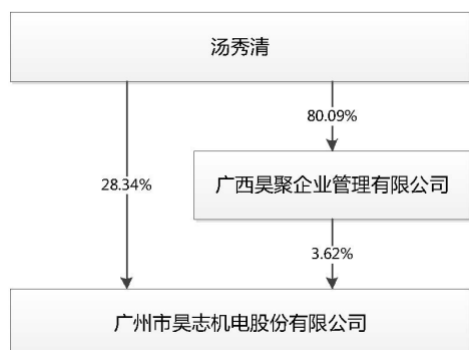 汤秀清
80.09%
28.34%
广西昊聚企业管理有限公司
3.62%
广州市昊志机电股份有限公司